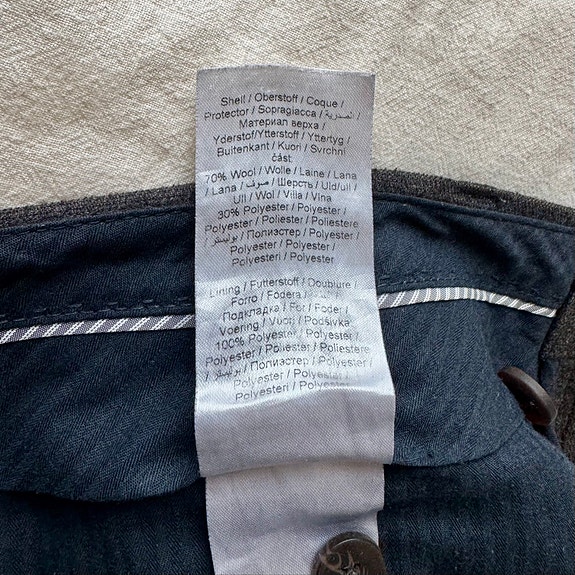 Shell / Oberstoff / Coque /
Protector / Sopragiacca / الصدرية /
Материал верха /
Yderstof/Ytterstoff / Yttertyg /
Buitenkant / Kuori / Svrchní
část:
70% Wool / Wolle / Laine / Lana
/ Lana / صوف / Шерсть / Uld/ull /
Ull / Wol / Villa / Vlna
30% Polyester / Polyester /
Polyester / Poliester / Poliestere
/ بوليستر / Полиэстер / Polyester /
Polyester / Polyester /
Polyesteri / Polyester
Lining / Futterstoff / Doublure /
Forro / Fodera /
Подкладка / For / Foder /
Voering / Vuori / Podšívka
100% Polyester / Polyester /
Polyester / Poliester / Poliestere
/ بوليستر / Полиэстер / Polyester /
Polyester / Polyester /
Polyesteri / Polyester